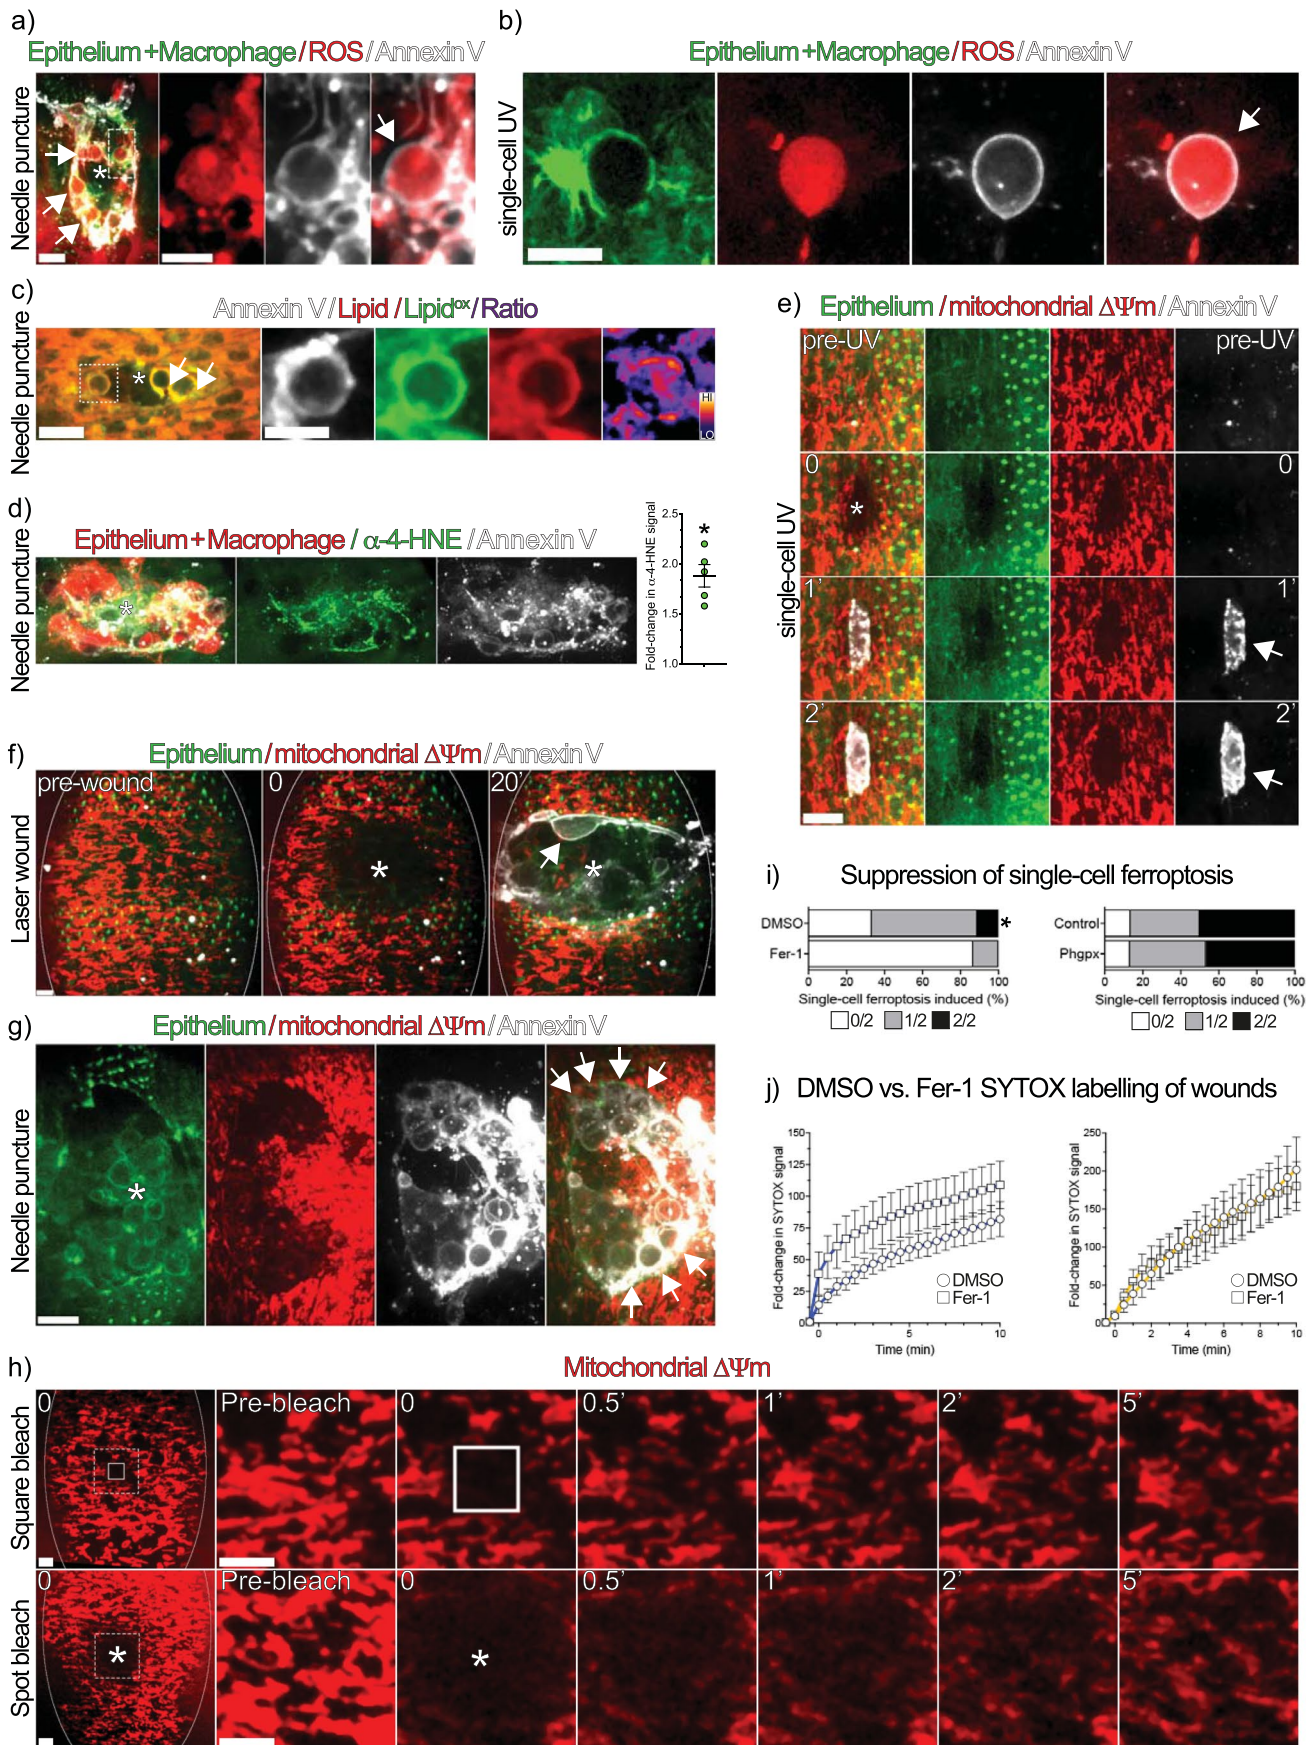 a)
Epithelium+Macrophage/ROS/Annexin V
Needle puncture
b)
Epithelium+Macrophage/ROS/Annexin V
single-cell UV
c)
Annexin V/Lipid/Lipidᵒˣ/Ratio
Needle puncture
HI
LO
d)
Epithelium+Macrophage/α-4-HNE/Annexin V
Needle puncture
Fold-change in α-4-HNE signal
2.5
2.0
1.5
1.0
*
e)
Epithelium/mitochondrial ΔΨm/Annexin V
single-cell UV
pre-UV
pre-UV
0
0
1'
1'
2'
2'
f)
Epithelium/mitochondrial ΔΨm/Annexin V
Laser wound
pre-wound
0
20'
g)
Epithelium/mitochondrial ΔΨm/Annexin V
Needle puncture
h)
Mitochondrial ΔΨm
Square bleach
0
Pre-bleach
0
0.5'
1'
2'
5'
Spot bleach
0
Pre-bleach
0
0.5'
1'
2'
5'
i)
Suppression of single-cell ferroptosis
DMSO
Fer-1
*
0 20 40 60 80 100
Single-cell ferroptosis induced (%)
0/2 1/2 2/2
Control
Phgpx
0 20 40 60 80 100
Single-cell ferroptosis induced (%)
0/2 1/2 2/2
j)
DMSO vs. Fer-1 SYTOX labelling of wounds
Fold-change in SYTOX signal
150
125
100
75
50
25
0
DMSO
Fer-1
0 5 10
Time (min)
Fold-change in SYTOX signal
250
200
150
100
50
0
DMSO
Fer-1
0 2 4 6 8 10
Time (min)